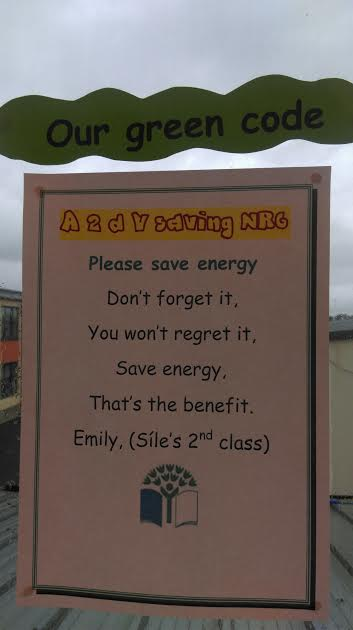 Our green code
A 2 d V saving NRG
Please save energy
Don't forget it,
You won't regret it,
Save energy,
That's the benefit.
Emily, (Síle's 2nd class)